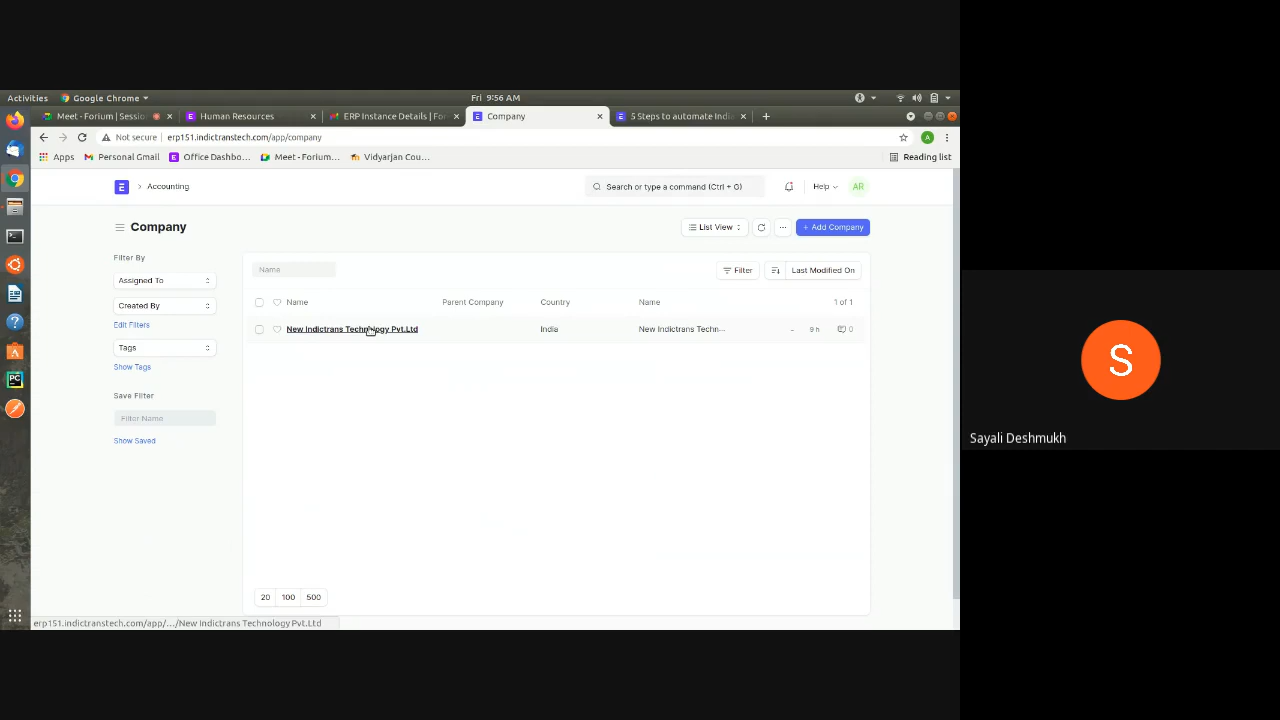 Activities
Google Chrome
Fri 9:56 AM
Meet - Forium | Sessio
Human Resources
ERP Instance Details | For
Company
5 Steps to automate India
Not secure
erp151.indictranstech.com/app/company
Apps
Personal Gmail
Office Dashbo...
Meet - Forium...
Vidyarjan Cou...
Reading list
E
Accounting
Search or type a command (Ctrl + G)
Help
AR
Company
List View
+ Add Company
Filter By
Name
Filter
Last Modified On
Assigned To
Name
Parent Company
Country
Name
1 of 1
Created By
Edit Filters
New Indictrans Technology Pvt.Ltd
India
New Indictrans Techn...
9 h
0
Tags
Show Tags
Save Filter
Filter Name
Show Saved
20
100
500
erp151.indictranstech.com/app/.../New Indictrans Technology Pvt.Ltd
S
Sayali Deshmukh